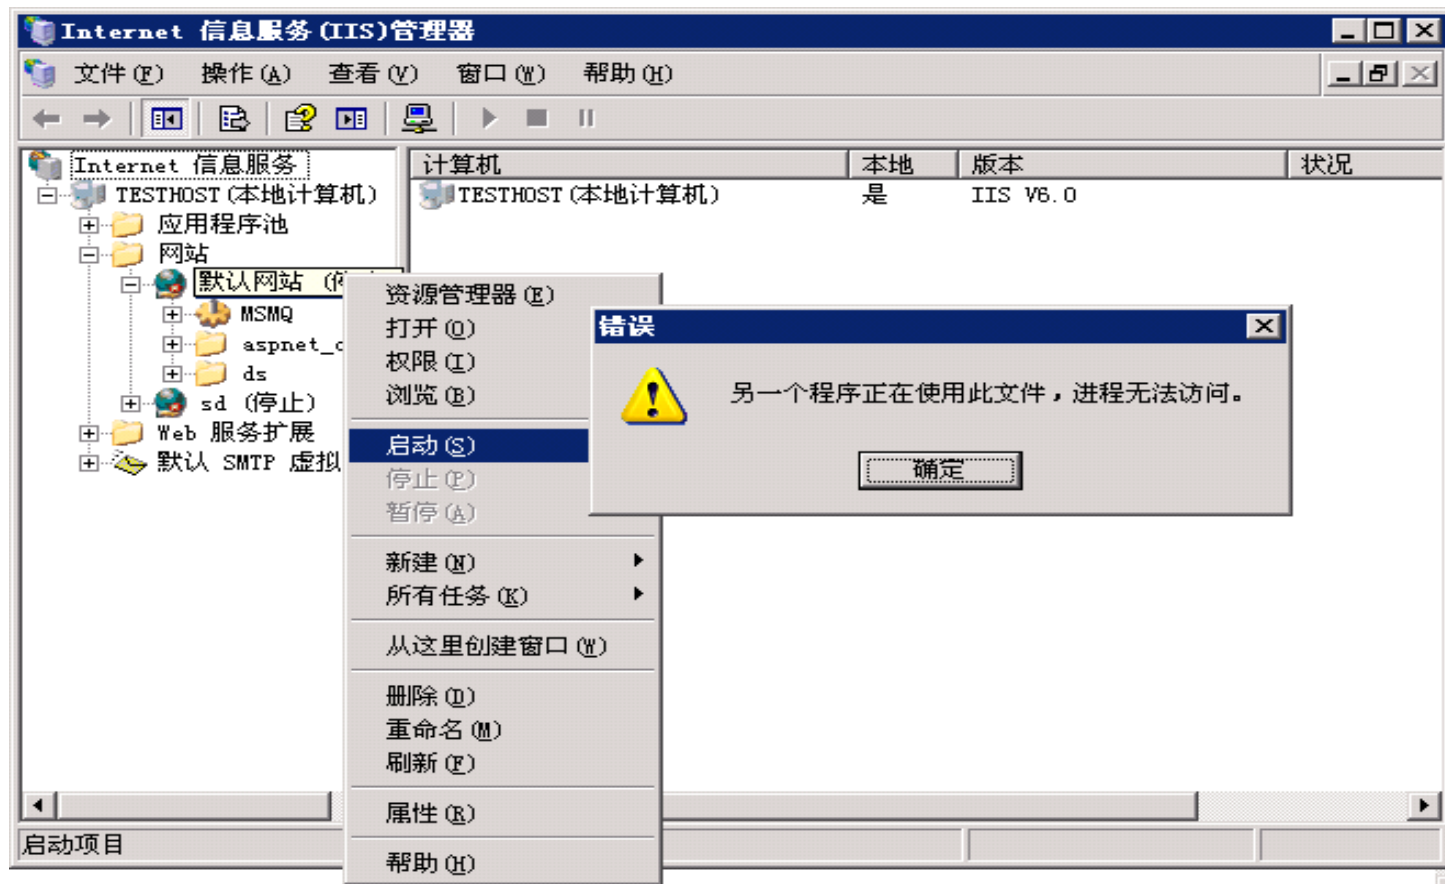 Internet 信息服务(IIS)管理器
文件(F) 操作(A) 查看(V) 窗口(W) 帮助(H)
Internet 信息服务
计算机 本地 版本 状况
TESTHOST(本地计算机)
TESTHOST(本地计算机) 是 IIS V6.0
应用程序池
网站
默认网站
MSMQ
aspnet_c
ds
sd (停止)
Web 服务扩展
默认 SMTP 虚拟
资源管理器(E)
打开(O)
权限(I)
浏览(B)
启动(S)
停止(P)
暂停(A)
新建(N)
所有任务(K)
从这里创建窗口(W)
删除(D)
重命名(M)
刷新(F)
属性(R)
帮助(H)
错误
另一个程序正在使用此文件，进程无法访问。
确定
启动项目